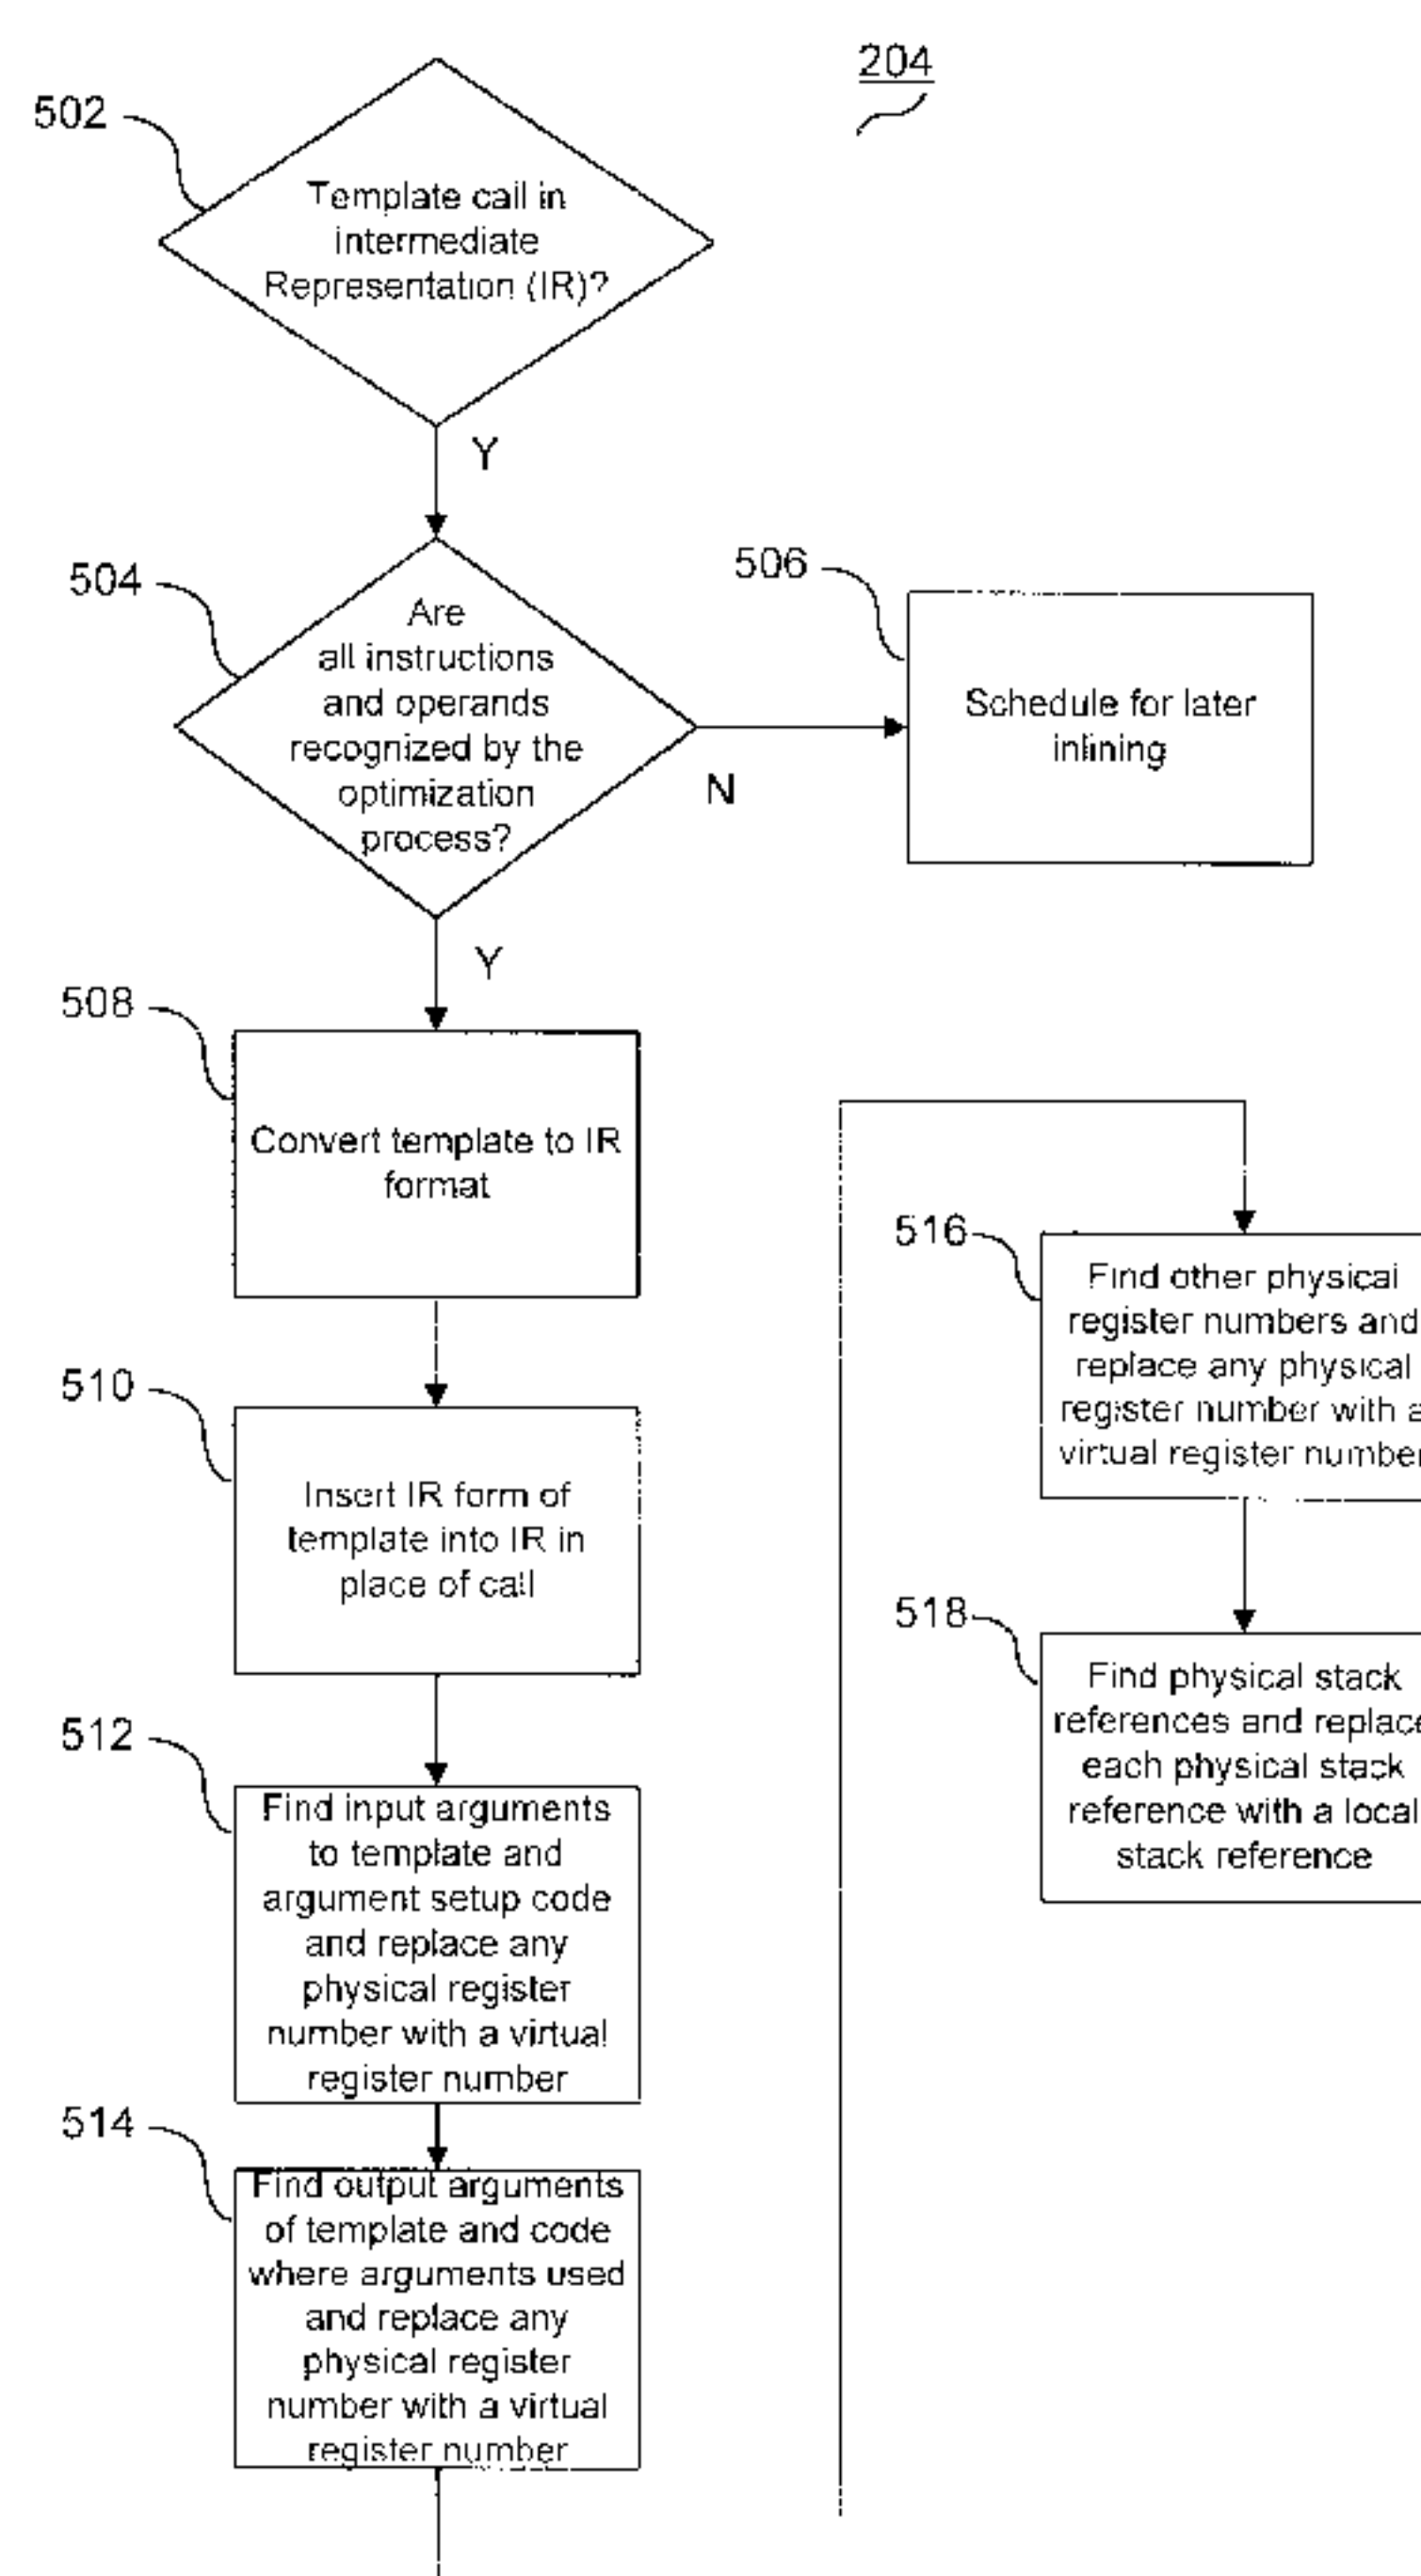 204
502
Template call in
Intermediate
Representation (IR)?
Y
504
Are
all instructions
and operands
recognized by the
optimization
process?
N
506
Schedule for later
inlining
Y
508
Convert template to IR
format
510
Insert IR form of
template into IR in
place of call
512
Find input arguments
to template and
argument setup code
and replace any
physical register
number with a virtual
register number
514
Find output arguments
of template and code
where arguments used
and replace any
physical register
number with a virtual
register number
516
Find other physical
register numbers and
replace any physical
register number with a
virtual register number
518
Find physical stack
references and replace
each physical stack
reference with a local
stack reference